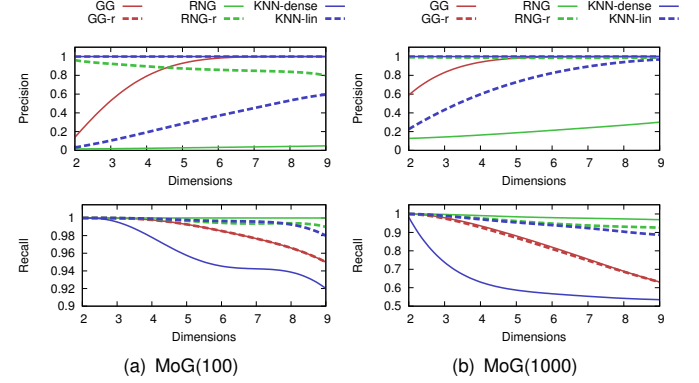 GG RNG KNN-dense
GG-r RNG-r KNN-lin
1
0.8
0.6
0.4
0.2
0
Precision
2 3 4 5 6 7 8 9
Dimensions
1
0.98
0.96
0.94
0.92
0.9
Recall
2 3 4 5 6 7 8 9
Dimensions
(a) MoG(100)
GG RNG KNN-dense
GG-r RNG-r KNN-lin
1
0.8
0.6
0.4
0.2
0
Precision
2 3 4 5 6 7 8 9
Dimensions
1
0.9
0.8
0.7
0.6
0.5
Recall
2 3 4 5 6 7 8 9
Dimensions
(b) MoG(1000)